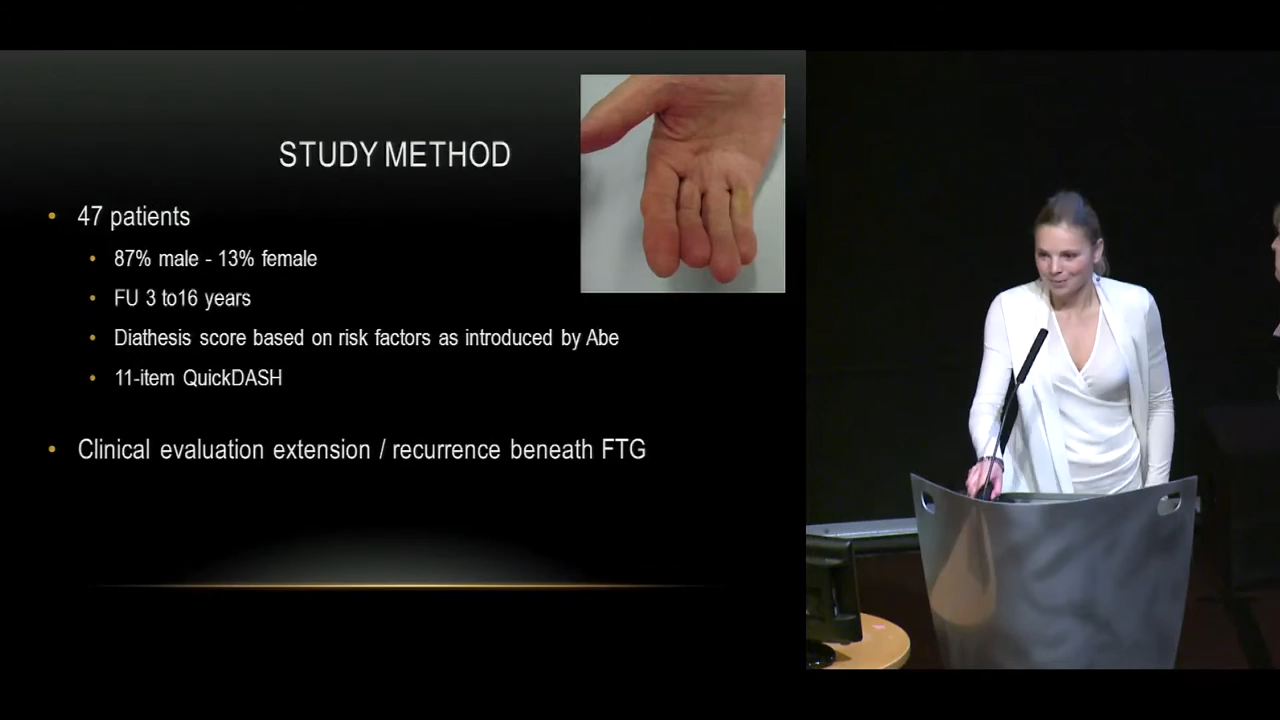 STUDY METHOD
• 47 patients
• 87% male - 13% female
• FU 3 to16 years
• Diathesis score based on risk factors as introduced by Abe
• 11-item QuickDASH
• Clinical evaluation extension / recurrence beneath FTG